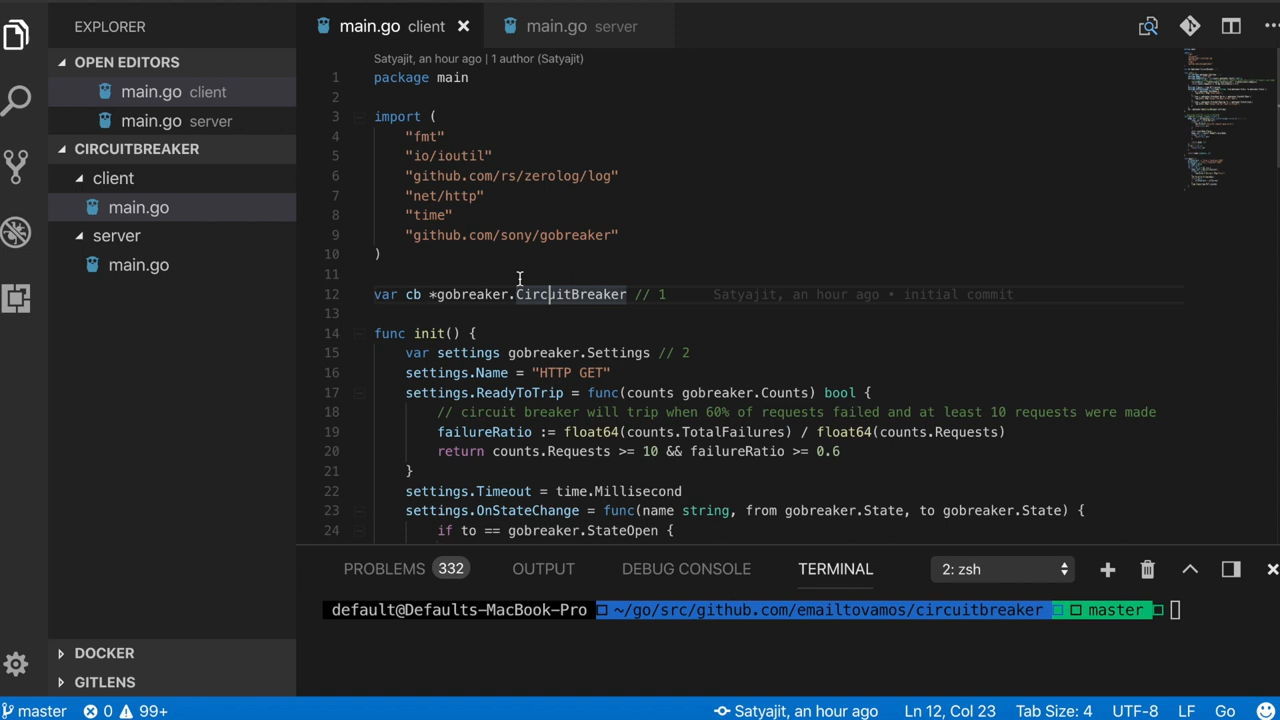 EXPLORER
OPEN EDITORS
main.go client
main.go server
CIRCUITBREAKER
client
main.go
server
main.go
DOCKER
GITLENS
main.go client
main.go server
Satyajit, an hour ago | 1 author (Satyajit)
1 package main
2
3 import (
4 "fmt"
5 "io/ioutil"
6 "github.com/rs/zerolog/log"
7 "net/http"
8 "time"
9 "github.com/sony/gobreaker"
10 )
11
12 var cb *gobreaker.CircuitBreaker // 1 Satyajit, an hour ago • initial commit
13
14 func init() {
15 var settings gobreaker.Settings // 2
16 settings.Name = "HTTP GET"
17 settings.ReadyToTrip = func(counts gobreaker.Counts) bool {
18 // circuit breaker will trip when 60% of requests failed and at least 10 requests were made
19 failureRatio := float64(counts.TotalFailures) / float64(counts.Requests)
20 return counts.Requests >= 10 && failureRatio >= 0.6
21 }
22 settings.Timeout = time.Millisecond
23 settings.OnStateChange = func(name string, from gobreaker.State, to gobreaker.State) {
24 if to == gobreaker.StateOpen {
PROBLEMS 332 OUTPUT DEBUG CONSOLE TERMINAL 2: zsh
default@Defaults-MacBook-Pro ~/go/src/github.com/emailtovamos/circuitbreaker master
master 0 99+ Satyajit, an hour ago Ln 12, Col 23 Tab Size: 4 UTF-8 LF Go